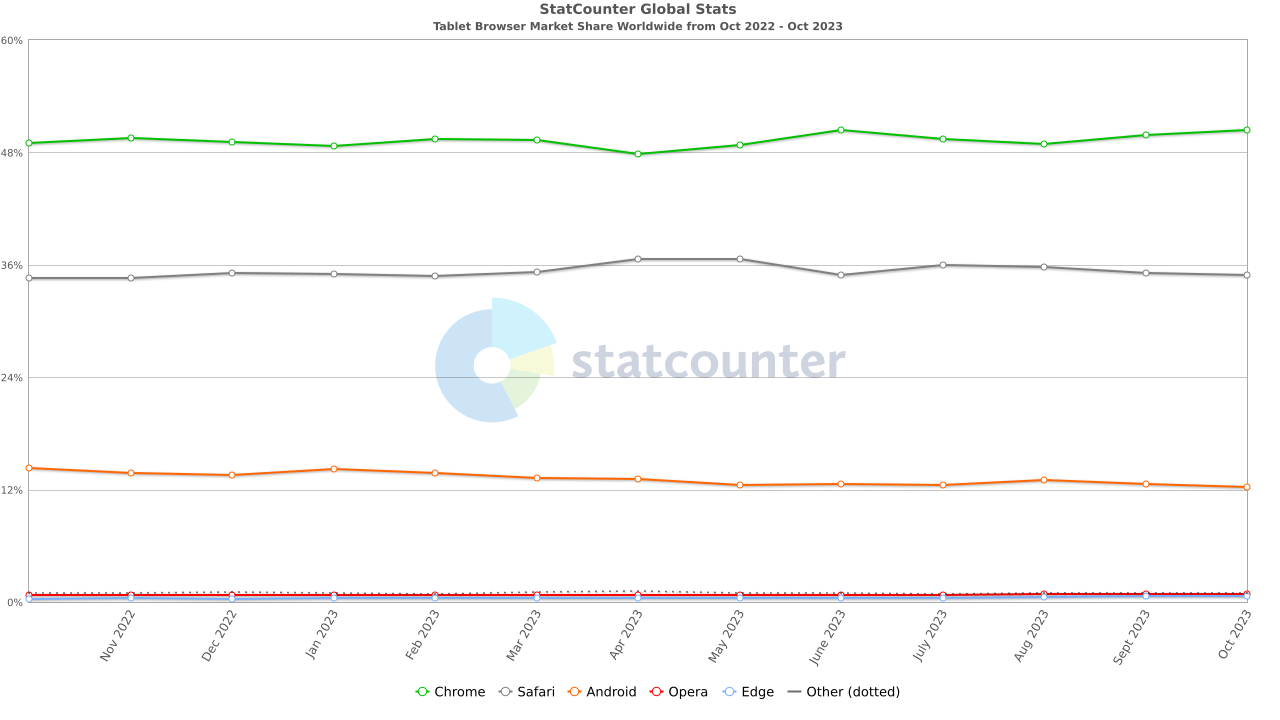 StatCounter Global Stats
Tablet Browser Market Share Worldwide from Oct 2022 - Oct 2023
60%
48%
36%
statcounter
24%
12%
0%
Nov 2022
Dec 2022
Jan 2023
Feb 2023
Mar 2023
Apr 2023
May 2023
June 2023
July 2023
Aug 2023
Sept 2023
Oct 2023
Chrome Safari Android Opera Edge Other (dotted)